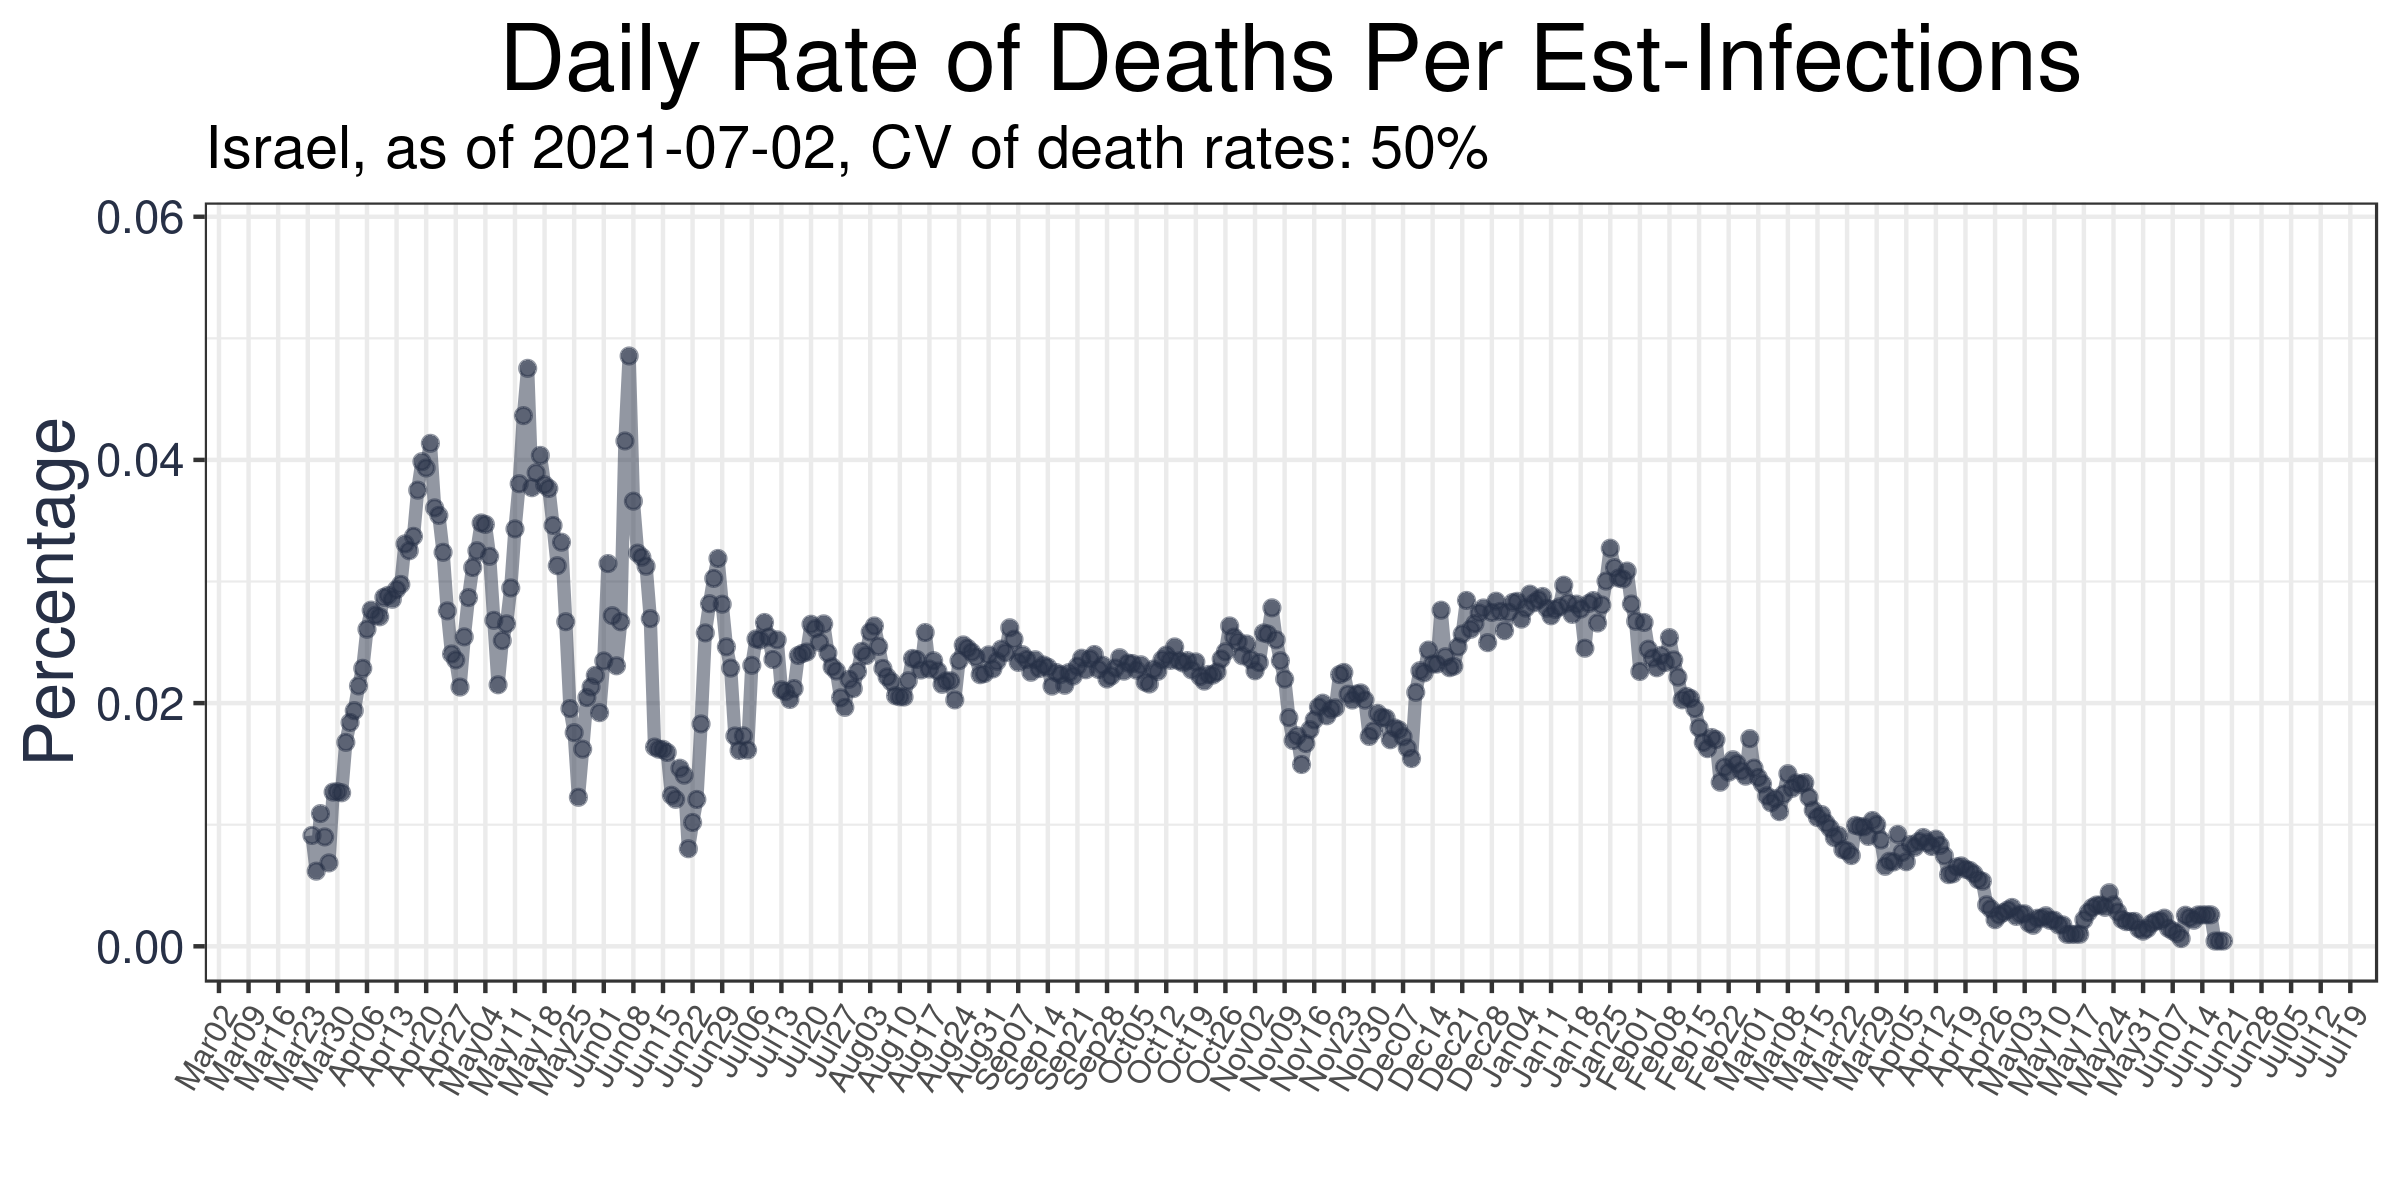 Daily Rate of Deaths Per Est-Infections
Israel, as of 2021-07-02, CV of death rates: 50%
Percentage
0.06
0.04
0.02
0.00
Mar02
Mar09
Mar16
Mar23
Mar30
Apr06
Apr13
Apr20
Apr27
May04
May11
May18
May25
Jun01
Jun08
Jun15
Jun22
Jun29
Jul06
Jul13
Jul20
Jul27
Aug03
Aug10
Aug17
Aug24
Aug31
Sep07
Sep14
Sep21
Sep28
Oct05
Oct12
Oct19
Oct26
Nov02
Nov09
Nov16
Nov23
Nov30
Dec07
Dec14
Dec21
Dec28
Jan04
Jan11
Jan18
Jan25
Feb01
Feb08
Feb15
Feb22
Mar01
Mar08
Mar15
Mar22
Mar29
Apr05
Apr12
Apr19
Apr26
May03
May10
May17
May24
May31
Jun07
Jun14
Jun21
Jun28
Jul05
Jul12
Jul19